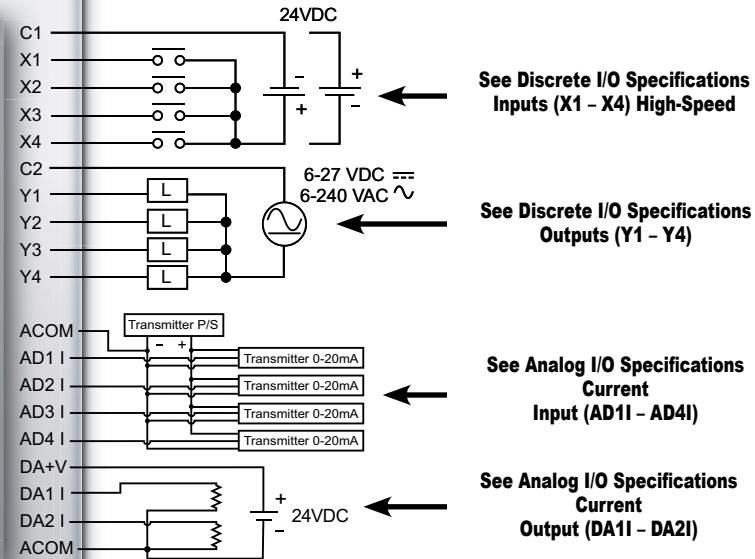 24VDC
C1
X1
X2
X3
X4
– +
+ –
See Discrete I/O Specifications
Inputs (X1 – X4) High-Speed
C2
Y1 L
Y2 L
Y3 L
Y4 L
6-27 VDC
6-240 VAC
See Discrete I/O Specifications
Outputs (Y1 – Y4)
ACOM
Transmitter P/S
– +
AD1 I Transmitter 0-20mA
AD2 I Transmitter 0-20mA
AD3 I Transmitter 0-20mA
AD4 I Transmitter 0-20mA
See Analog I/O Specifications
Current
Input (AD1I – AD4I)
DA+V
DA1 I
DA2 I
ACOM
+
24VDC
–
See Analog I/O Specifications
Current
Output (DA1I – DA2I)